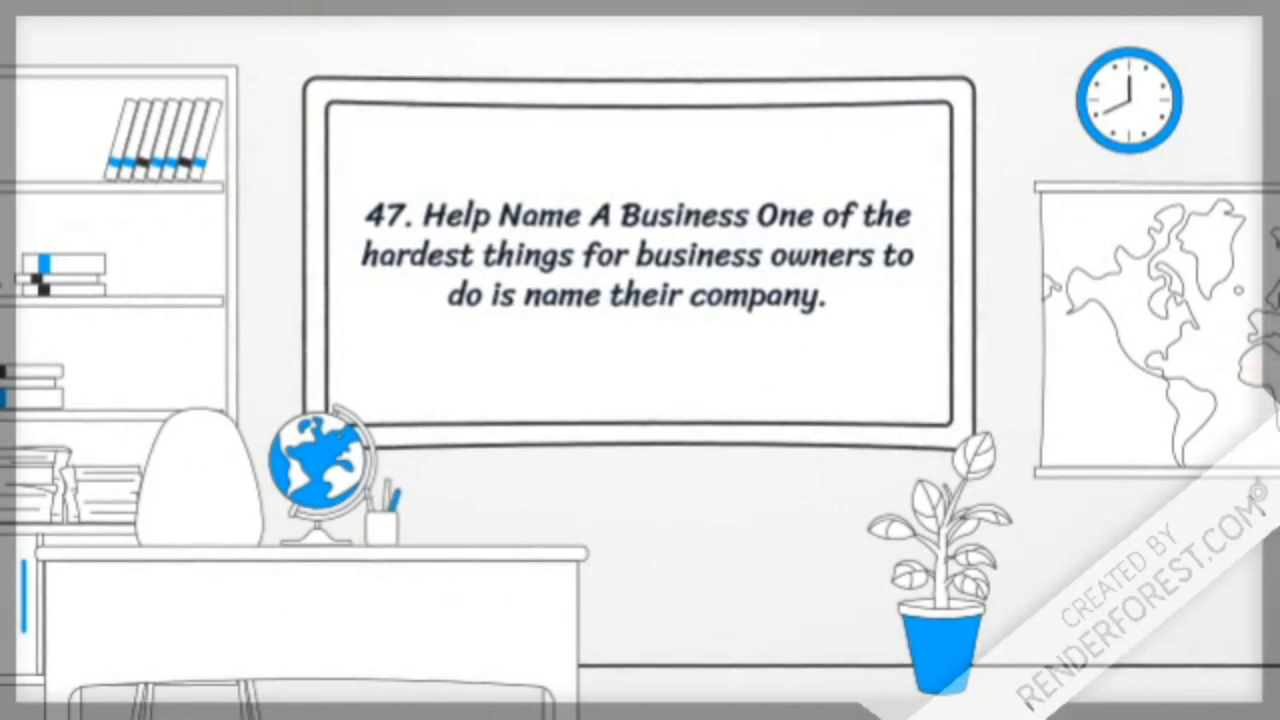 47. Help Name A Business One of the
hardest things for business owners to
do is name their company.
CREATED BY
RENDERFOREST.COM